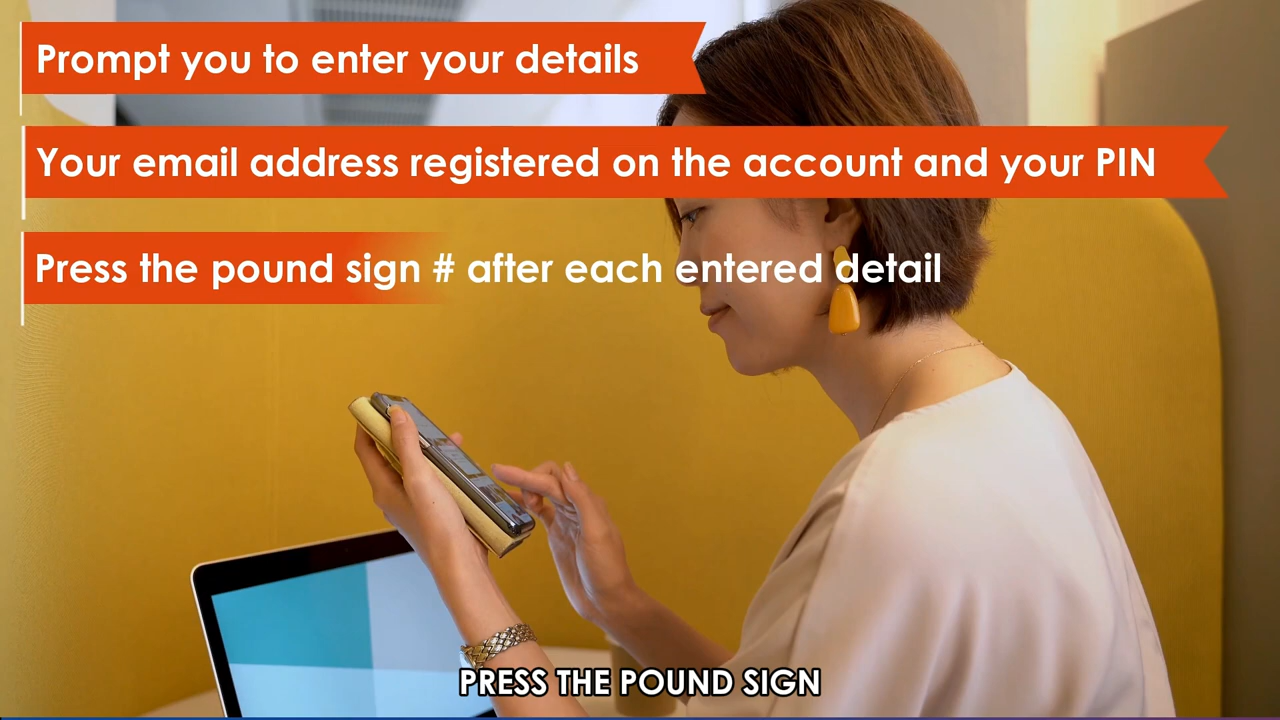 Prompt you to enter your details
Your email address registered on the account and your PIN
Press the pound sign # after each entered detail
PRESS THE POUND SIGN